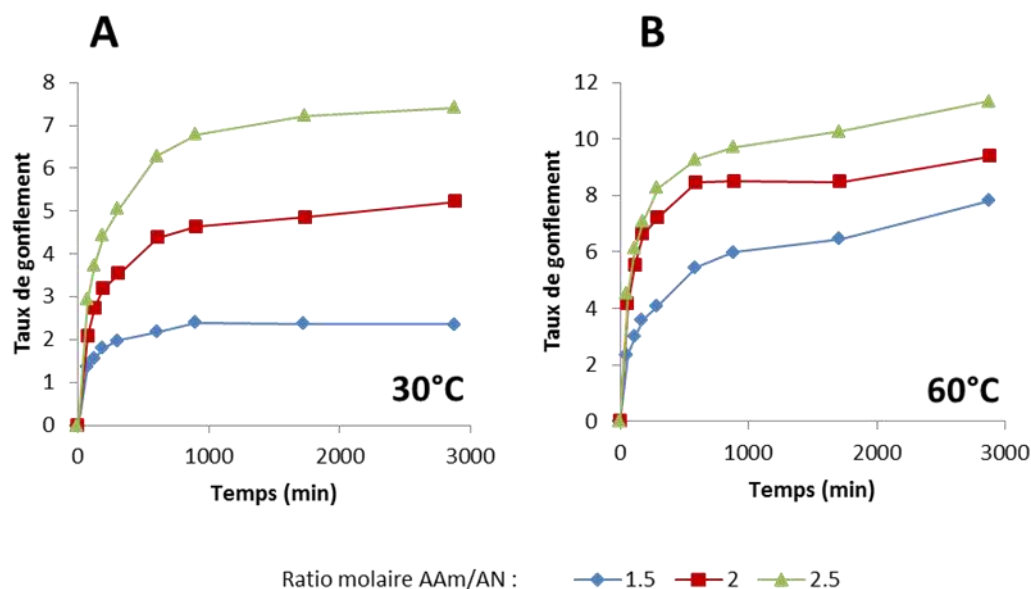 A
Taux de gonflement
8
7
6
5
4
3
2
1
0
0 1000 2000 3000
Temps (min)
30°C
B
Taux de gonflement
12
10
8
6
4
2
0
0 1000 2000 3000
Temps (min)
60°C
Ratio molaire AAm/AN : 1.5 2 2.5